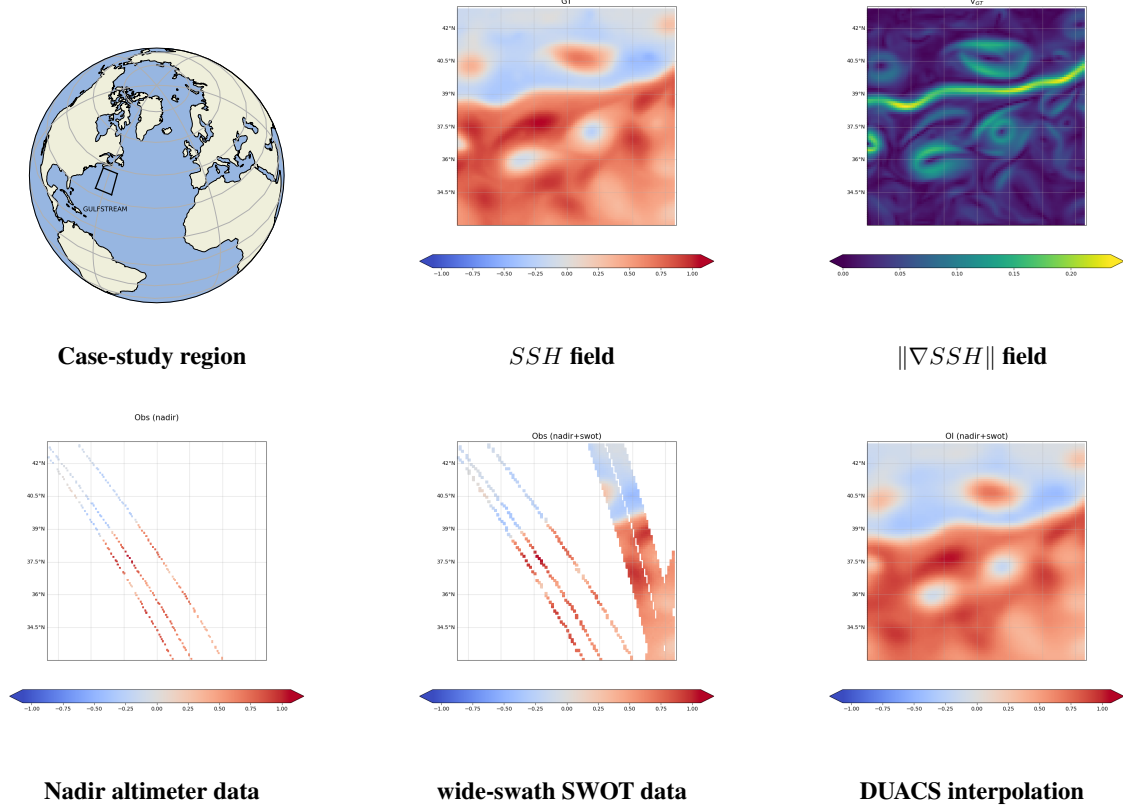 GT
V_GT
42°N
40.5°N
39°N
37.5°N
36°N
34.5°N
42°N
40.5°N
39°N
37.5°N
36°N
34.5°N
GULFSTREAM
−1.00 −0.75 −0.50 −0.25 0.00 0.25 0.50 0.75 1.00
0.00 0.05 0.10 0.15 0.20
Case-study region
SSH field
‖∇SSH‖ field
Obs (nadir)
Obs (nadir+swot)
OI (nadir+swot)
42°N
40.5°N
39°N
37.5°N
36°N
34.5°N
42°N
40.5°N
39°N
37.5°N
36°N
34.5°N
42°N
40.5°N
39°N
37.5°N
36°N
34.5°N
−1.00 −0.75 −0.50 −0.25 0.00 0.25 0.50 0.75 1.00
−1.00 −0.75 −0.50 −0.25 0.00 0.25 0.50 0.75 1.00
−1.00 −0.75 −0.50 −0.25 0.00 0.25 0.50 0.75 1.00
Nadir altimeter data
wide-swath SWOT data
DUACS interpolation